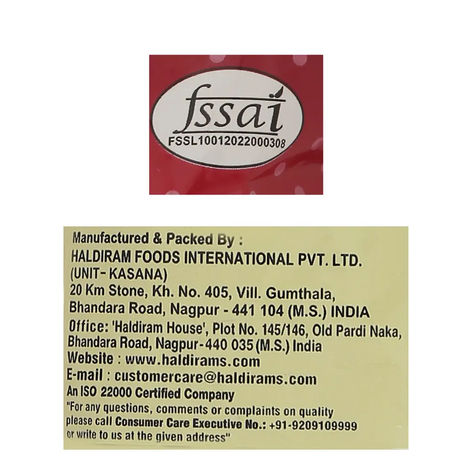 fssai
FSSL10012022000308
Manufactured & Packed By :
HALDIRAM FOODS INTERNATIONAL PVT. LTD.
(UNIT- KASANA)
20 Km Stone, Kh. No. 405, Vill. Gumthala,
Bhandara Road, Nagpur - 441 104 (M.S.) INDIA
Office: 'Haldiram House', Plot No. 145/146, Old Pardi Naka,
Bhandara Road, Nagpur-440 035 (M.S.) India
Website : www.haldirams.com
E-mail : customercare@haldirams.com
An ISO 22000 Certified Company
"For any questions, comments or complaints on quality
please call Consumer Care Executive No.: +91-9209109999
or write to us at the given address"